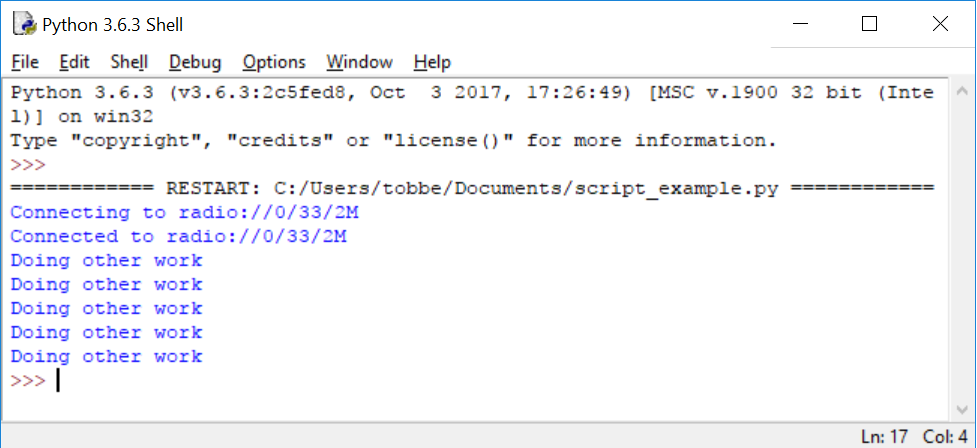 Python 3.6.3 Shell
File Edit Shell Debug Options Window Help
Python 3.6.3 (v3.6.3:2c5fed8, Oct  3 2017, 17:26:49) [MSC v.1900 32 bit (Inte
l)] on win32
Type "copyright", "credits" or "license()" for more information.
>>>
============ RESTART: C:/Users/tobbe/Documents/script_example.py ============
Connecting to radio://0/33/2M
Connected to radio://0/33/2M
Doing other work
Doing other work
Doing other work
Doing other work
Doing other work
>>>
Ln: 17 Col: 4